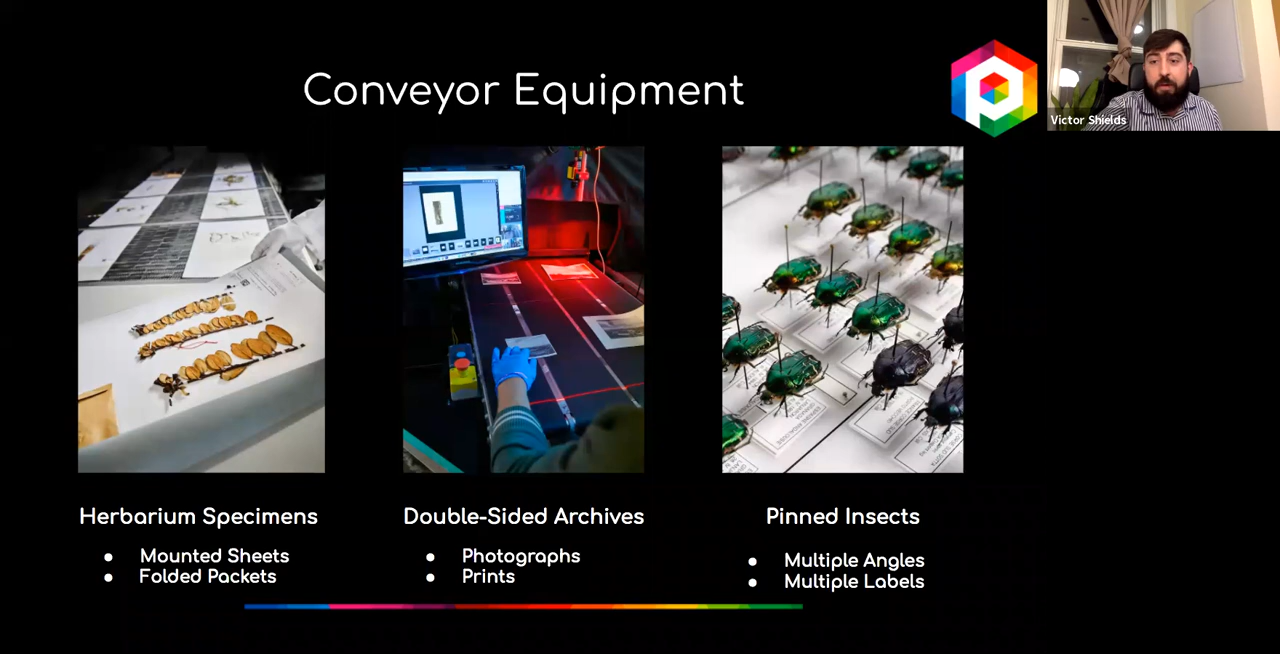 Conveyor Equipment
Victor Shields
Herbarium Specimens
● Mounted Sheets
● Folded Packets
Double-Sided Archives
● Photographs
● Prints
Pinned Insects
● Multiple Angles
● Multiple Labels